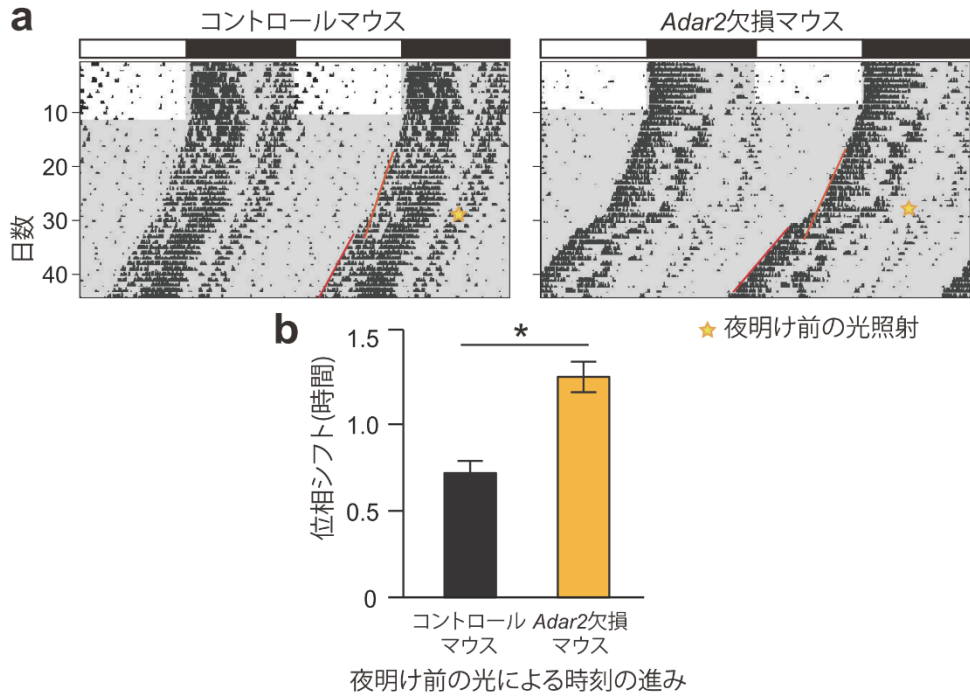 a
コントロールマウス
Adar2欠損マウス
10
20
30
40
日数
★ 夜明け前の光照射
b
*
1.5
1.0
0.5
0
位相シフト(時間)
コントロール
マウス
Adar2欠損
マウス
夜明け前の光による時刻の進み